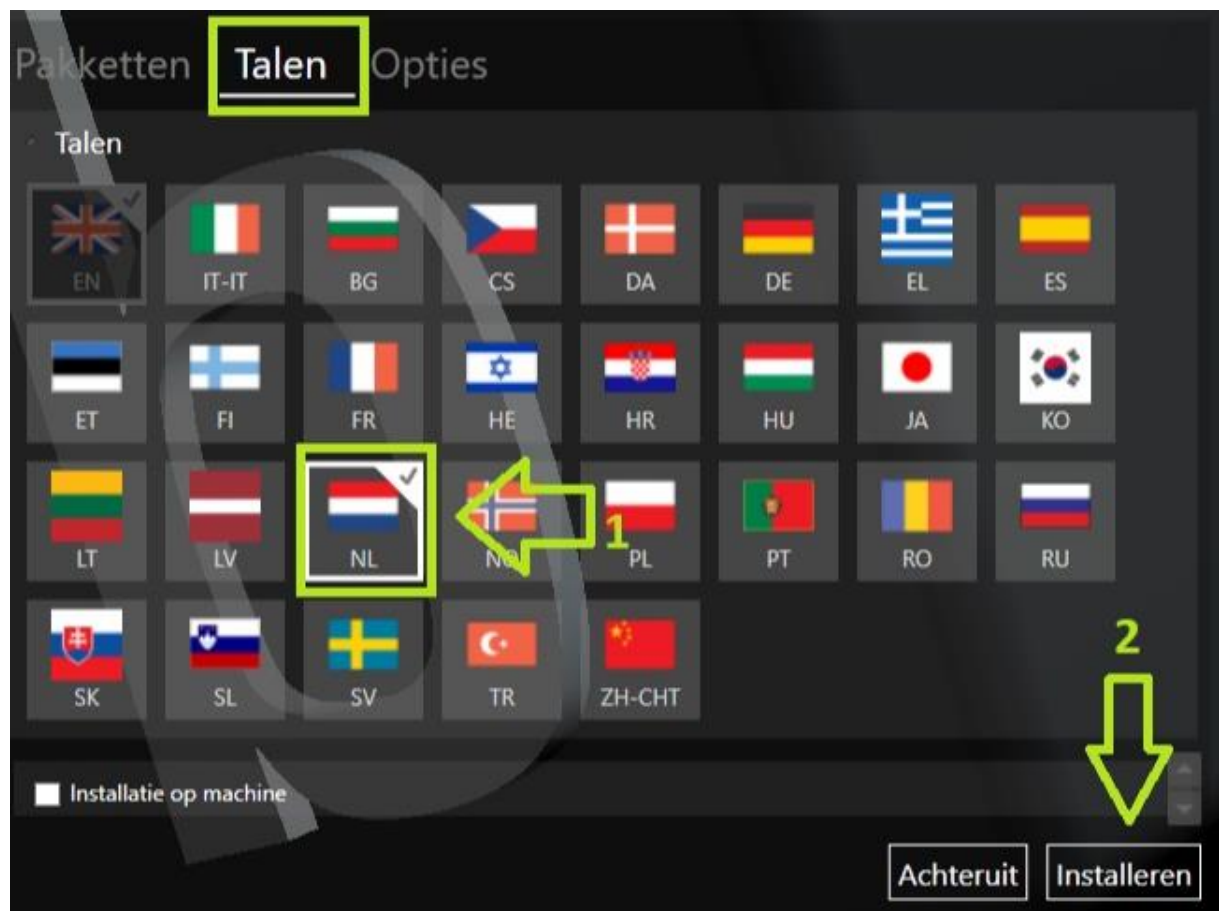 Pakketten Talen Opties
Talen
EN IT-IT BG CS DA DE EL ES
ET FI FR HE HR HU JA KO
LT LV NL NO PL PT RO RU
1
SK SL SV TR ZH-CHT
2
Installatie op machine
Achteruit Installeren